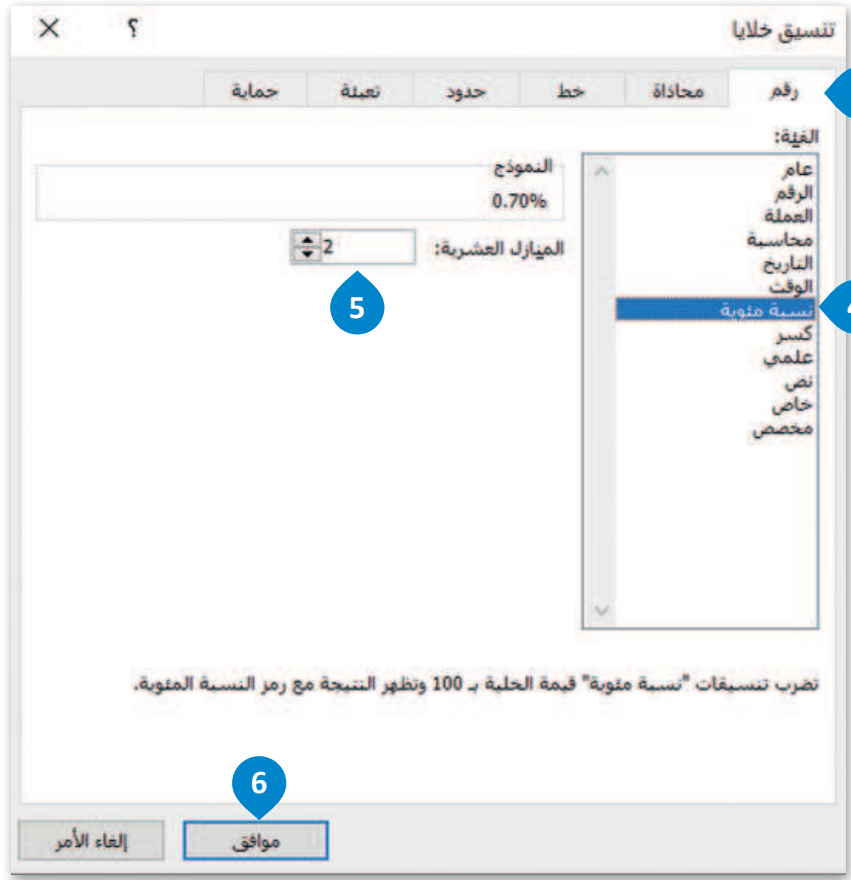 تنسيق خلايا ؟ ×
رقم محاذاة خط حدود تعبئة حماية
الفئة:
عام
الرقم
العملة
محاسبة
التاريخ
الوقت
نسبة مئوية
كسر
علمي
نص
خاص
مخصص
النموذج
0.70%
المنازل العشرية: 2
5
تضرب تنسيقات "نسبة مئوية" قيمة الخلية بـ 100 وتظهر النتيجة مع رمز النسبة المئوية.
6
موافق إلغاء الأمر